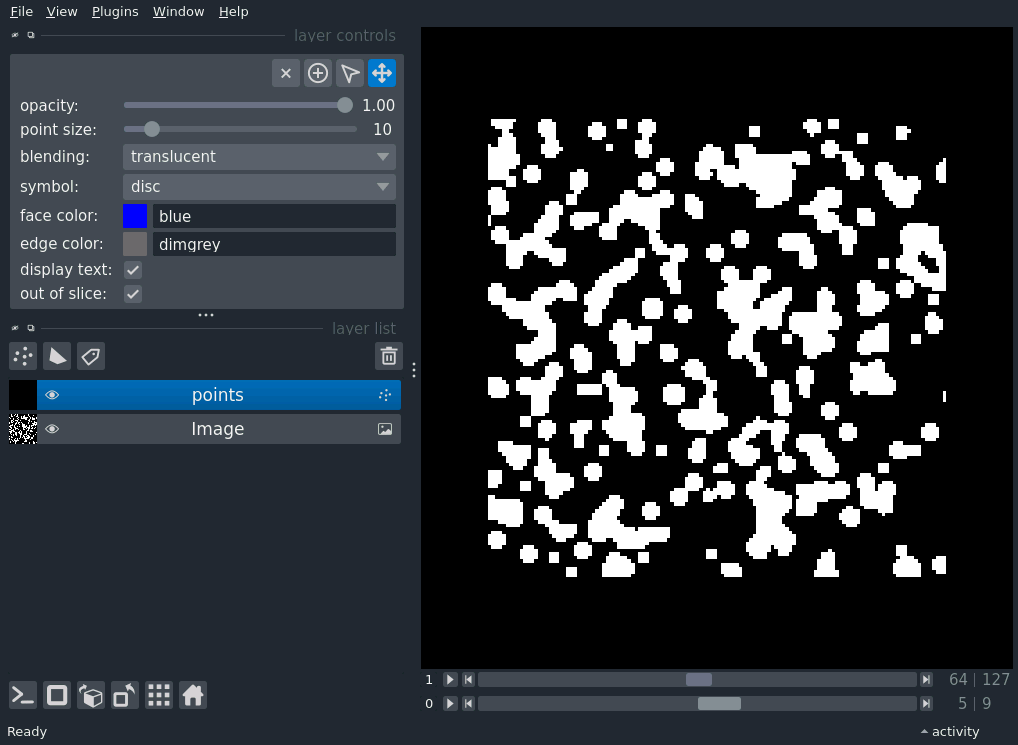 File View Plugins Window Help
layer controls
opacity: 1.00
point size: 10
blending: translucent
symbol: disc
face color: blue
edge color: dimgrey
display text:
out of slice:
layer list
points
Image
1 64 | 127
0 5 | 9
Ready activity